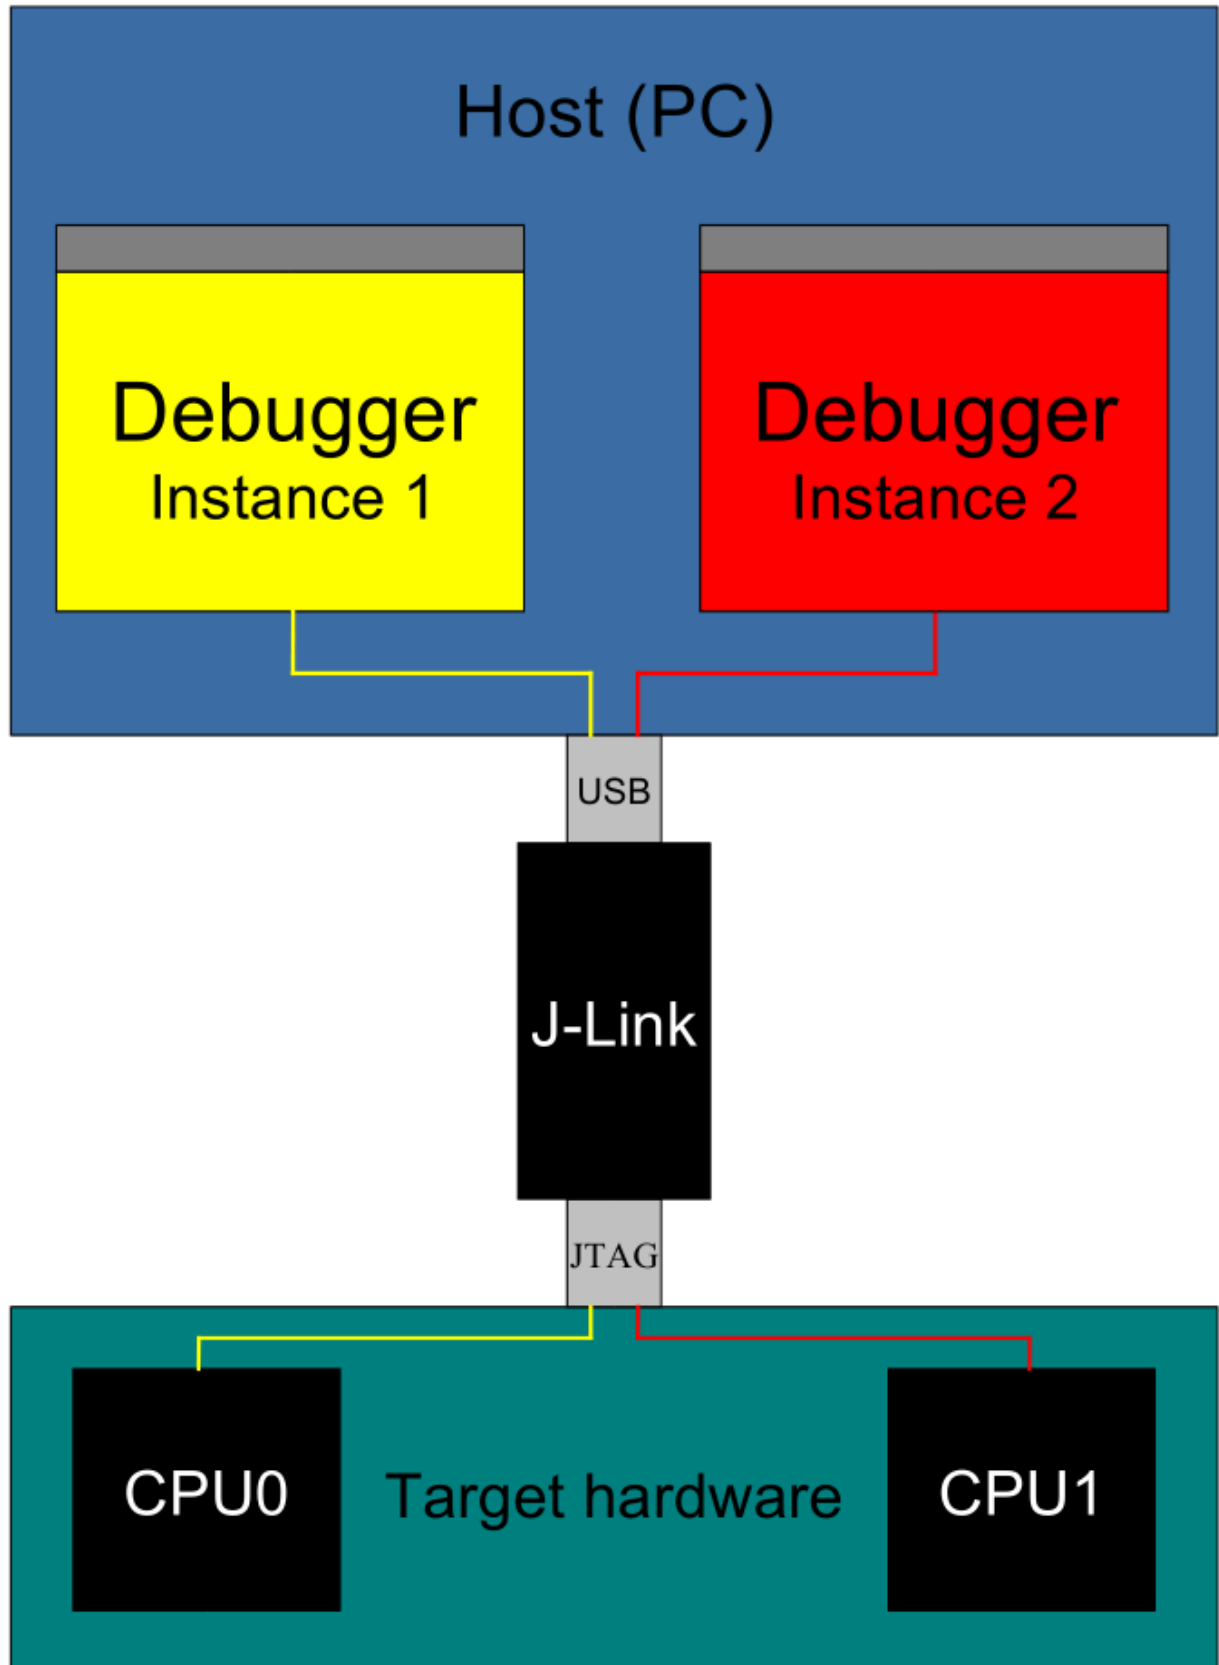 Host (PC)
Debugger
Instance 1
Debugger
Instance 2
USB
J-Link
JTAG
CPU0
Target hardware
CPU1